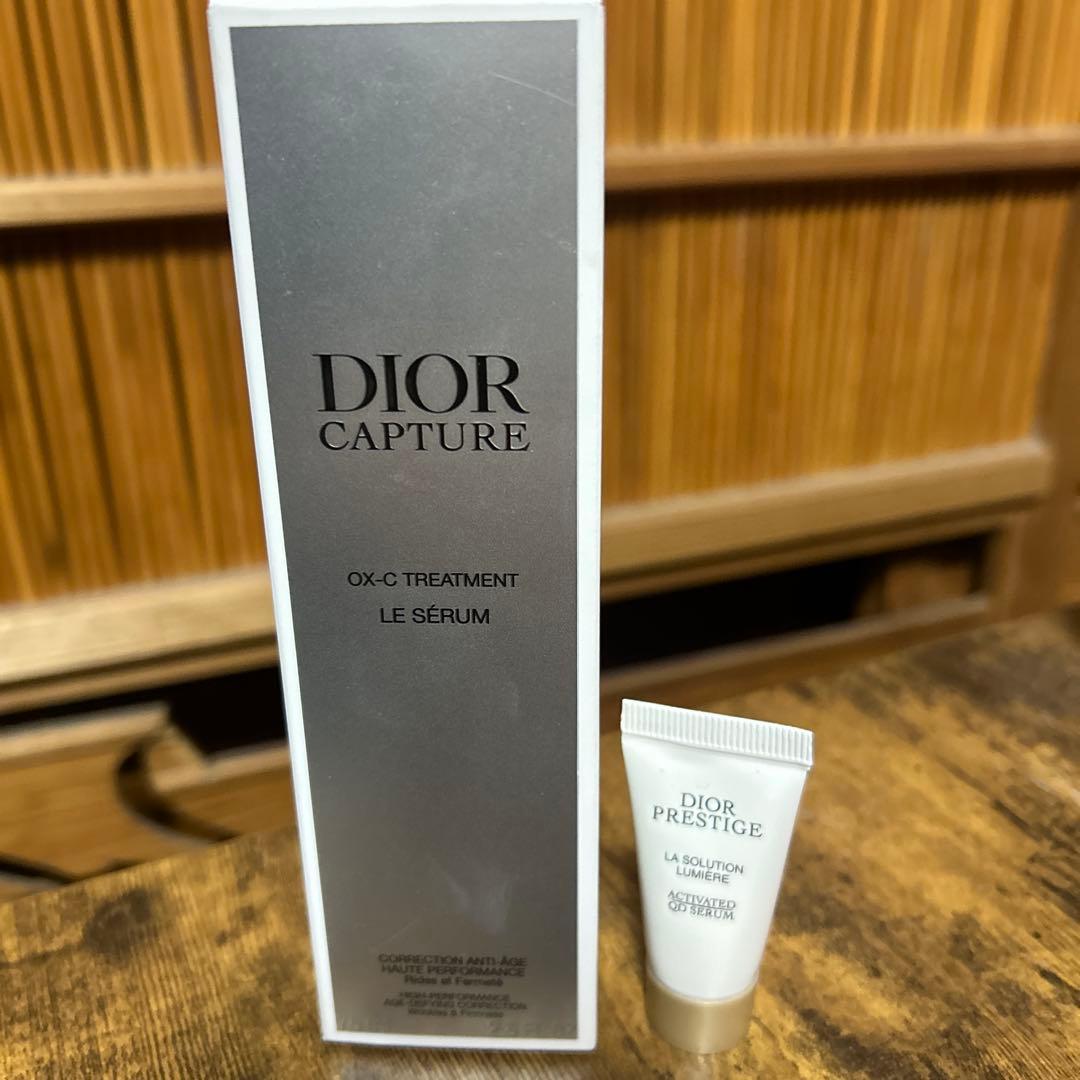 DIOR
CAPTURE
OX-C TREATMENT
LE SÉRUM
CORRECTION ANTI-ÂGE
HAUTE PERFORMANCE
Rides et Fermeté
HIGH-PERFORMANCE
AGE-DEFYING CORRECTION
Wrinkles & Firmness
DIOR
PRESTIGE
LA SOLUTION
LUMIÈRE
ACTIVATED
QD SERUM